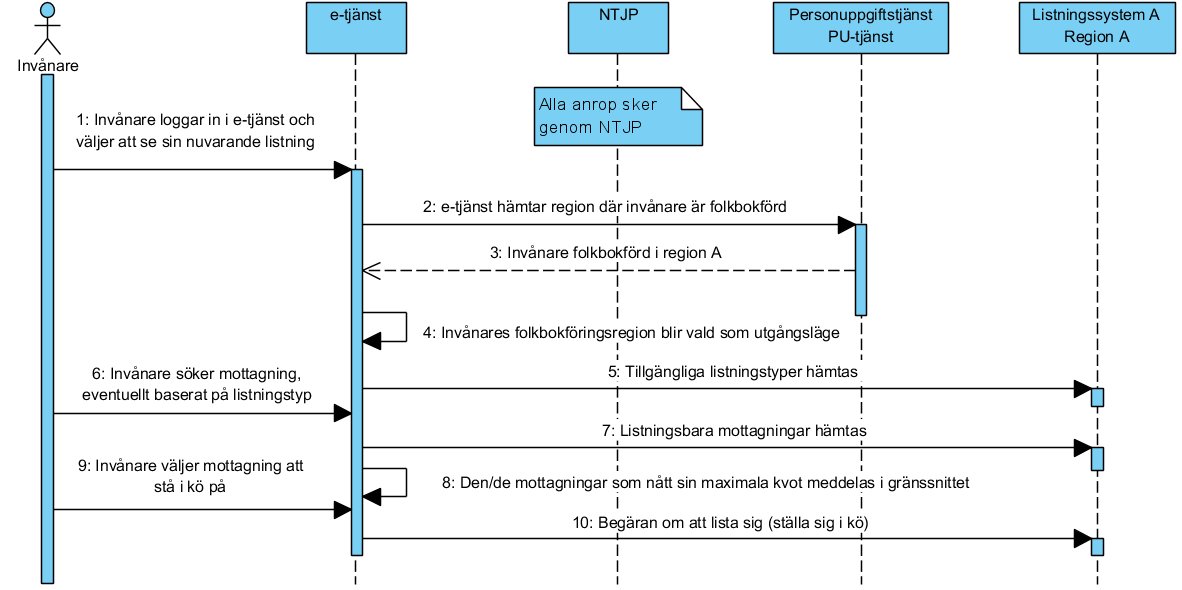 e-tjänst
NTJP
Personuppgiftstjänst
PU-tjänst
Listningssystem A
Region A
Invånare
Alla anrop sker
genom NTJP
1: Invånare loggar in i e-tjänst och
väljer att se sin nuvarande listning
2: e-tjänst hämtar region där invånare är folkbokförd
3: Invånare folkbokförd i region A
4: Invånares folkbokföringsregion blir vald som utgångsläge
6: Invånare söker mottagning,
eventuellt baserat på listningstyp
5: Tillgängliga listningstyper hämtas
7: Listningsbara mottagningar hämtas
9: Invånare väljer mottagning att
stå i kö på
8: Den/de mottagningar som nått sin maximala kvot meddelas i gränssnittet
10: Begäran om att lista sig (ställa sig i kö)